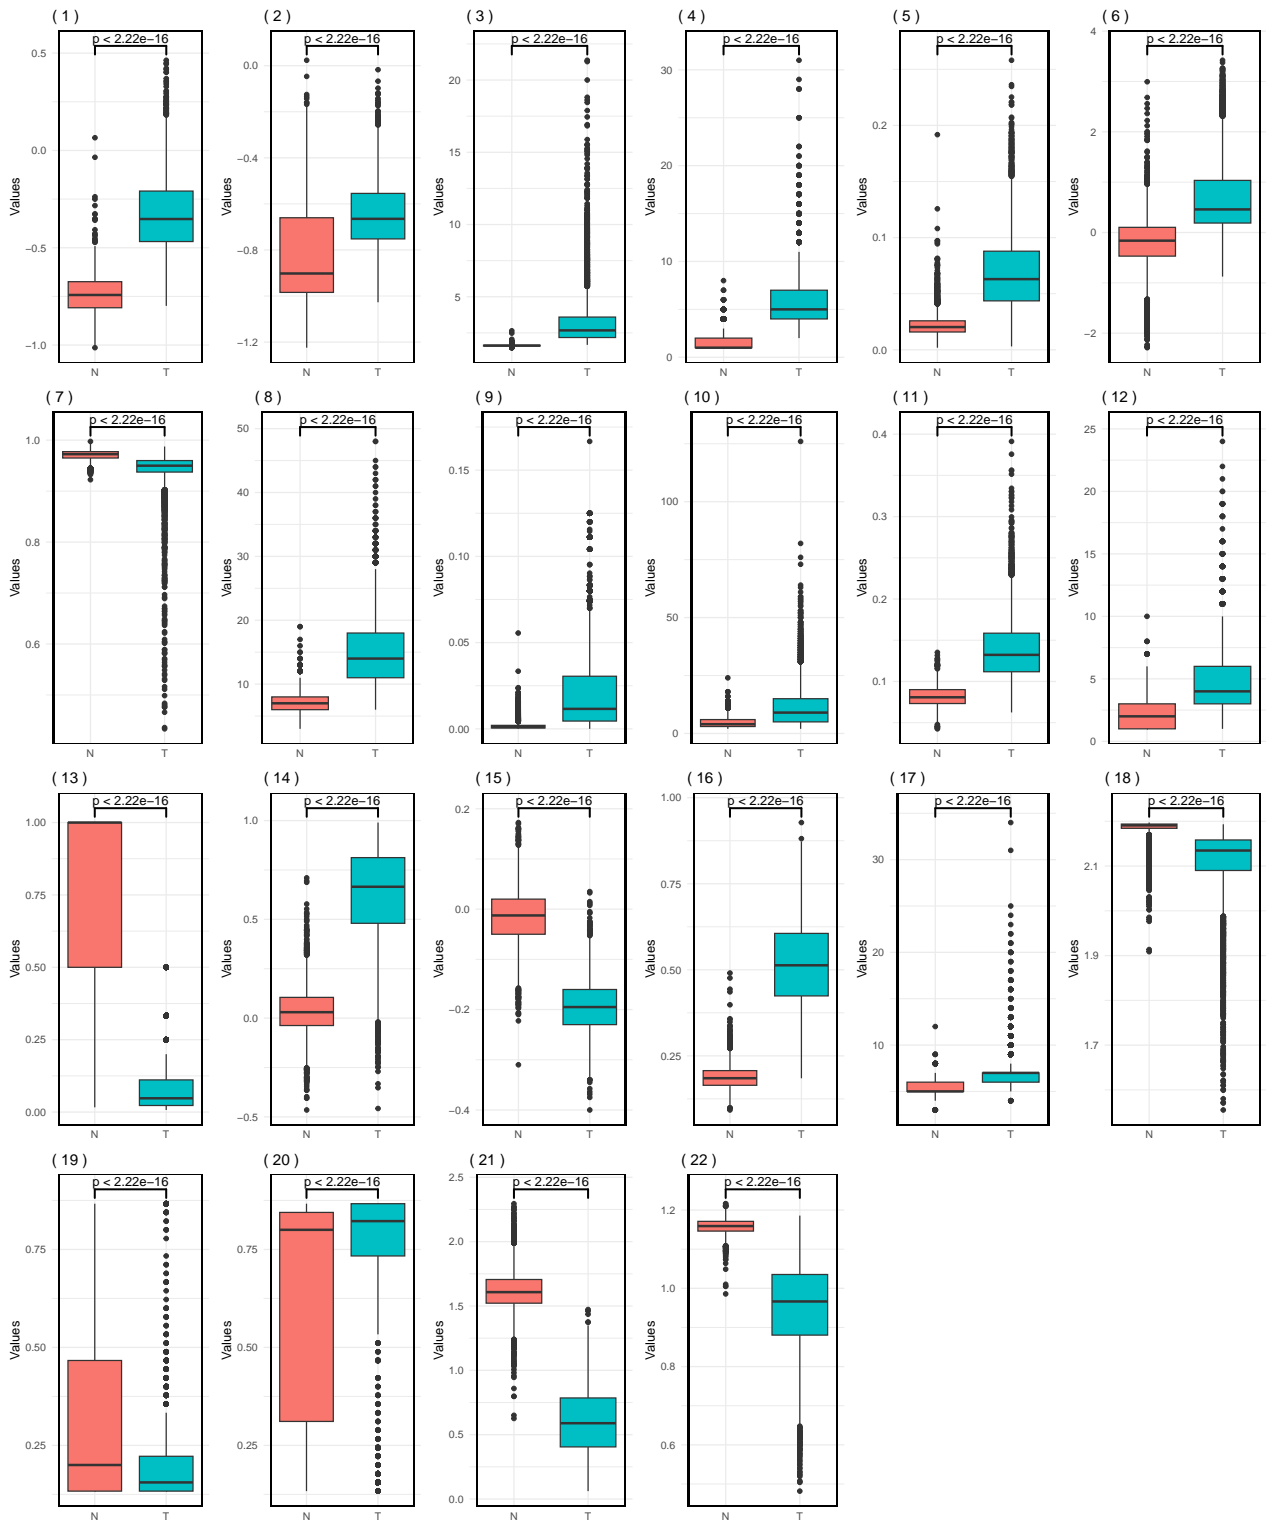 ( 1 )
p < 2.22e−16
0.5
0.0
−0.5
−1.0
Values
N T
( 2 )
p < 2.22e−16
0.0
−0.4
−0.8
−1.2
Values
N T
( 3 )
p < 2.22e−16
20
15
10
5
Values
N T
( 4 )
p < 2.22e−16
30
20
10
0
Values
N T
( 5 )
p < 2.22e−16
0.2
0.1
0.0
Values
N T
( 6 )
p < 2.22e−16
4
2
0
−2
Values
N T
( 7 )
p < 2.22e−16
1.0
0.8
0.6
Values
N T
( 8 )
p < 2.22e−16
50
40
30
20
10
Values
N T
( 9 )
p < 2.22e−16
0.15
0.10
0.05
0.00
Values
N T
( 10 )
p < 2.22e−16
100
50
0
Values
N T
( 11 )
p < 2.22e−16
0.4
0.3
0.2
0.1
Values
N T
( 12 )
p < 2.22e−16
25
20
15
10
5
0
Values
N T
( 13 )
p < 2.22e−16
1.00
0.75
0.50
0.25
0.00
Values
N T
( 14 )
p < 2.22e−16
1.0
0.5
0.0
−0.5
Values
N T
( 15 )
p < 2.22e−16
0.2
0.0
−0.2
−0.4
Values
N T
( 16 )
p < 2.22e−16
1.00
0.75
0.50
0.25
Values
N T
( 17 )
p < 2.22e−16
30
20
10
Values
N T
( 18 )
p < 2.22e−16
2.1
1.9
1.7
Values
N T
( 19 )
p < 2.22e−16
0.75
0.50
0.25
Values
N T
( 20 )
p < 2.22e−16
0.75
0.50
0.25
Values
N T
( 21 )
p < 2.22e−16
2.5
2.0
1.5
1.0
0.5
0.0
Values
N T
( 22 )
p < 2.22e−16
1.2
1.0
0.8
0.6
Values
N T